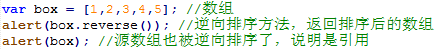 var box = [1,2,3,4,5]; //数组
alert(box.reverse()); //逆向排序方法，返回排序后的数组
alert(box); //源数组也被逆向排序了，说明是引用